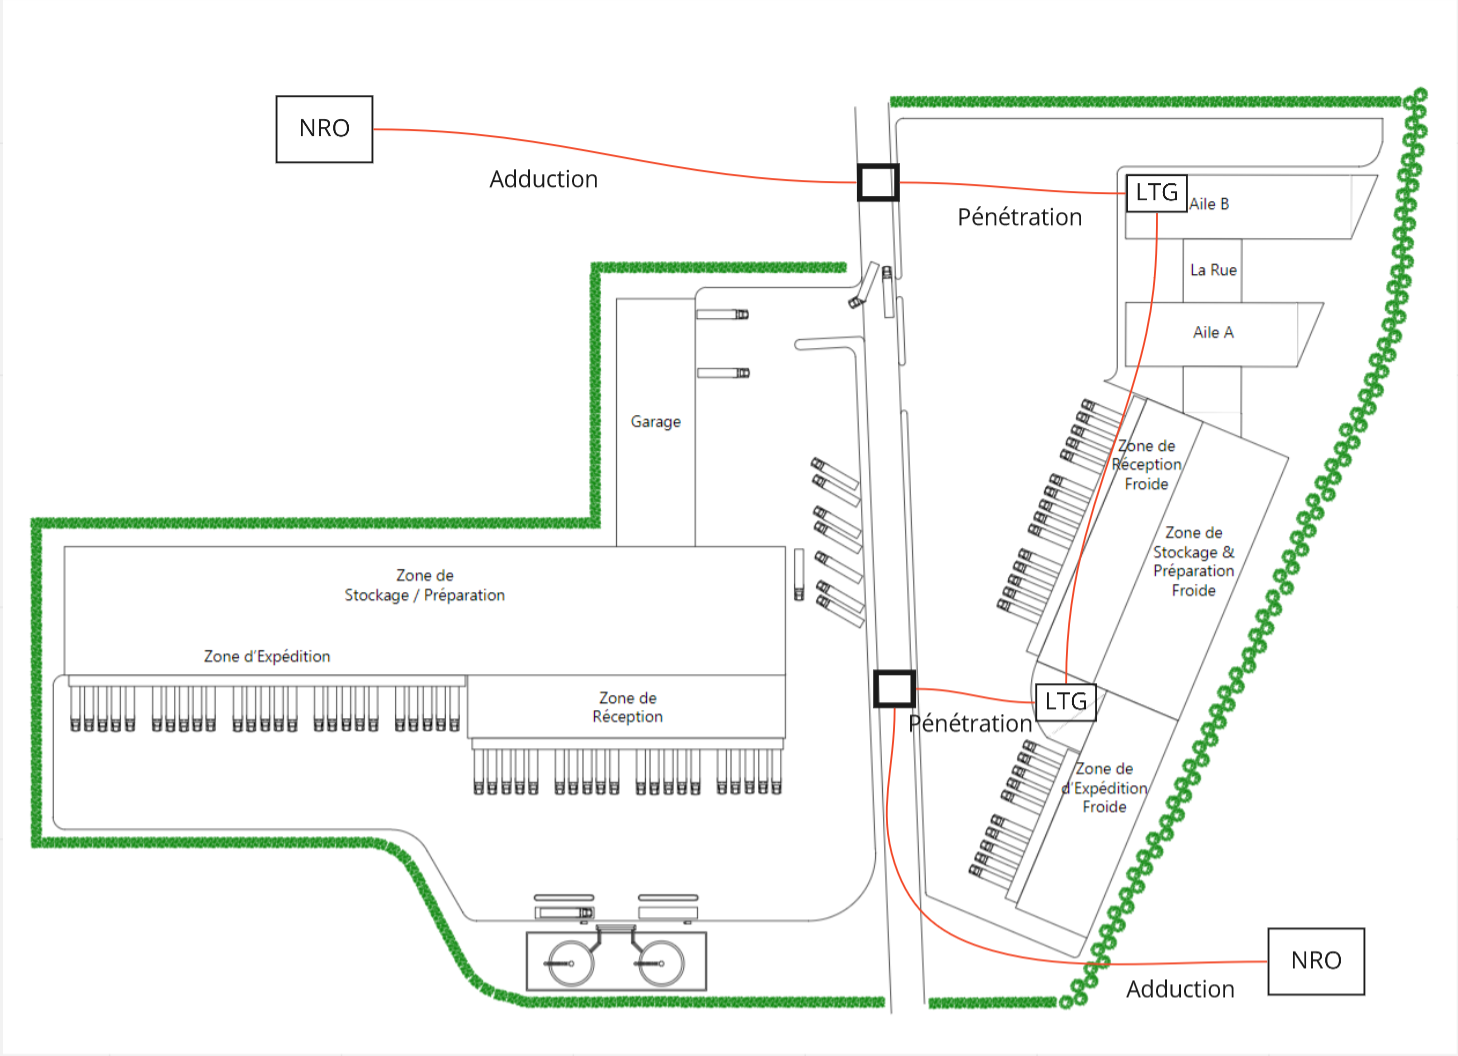 NRO
Adduction
Pénétration
LTG
Aile B
La Rue
Aile A
Garage
Zone de
Réception
Froide
Zone de
Stockage &
Préparation
Froide
Zone de
Stockage / Préparation
Zone d'Expédition
Zone de
Réception
LTG
Pénétration
Zone de
d'Expédition
Froide
NRO
Adduction